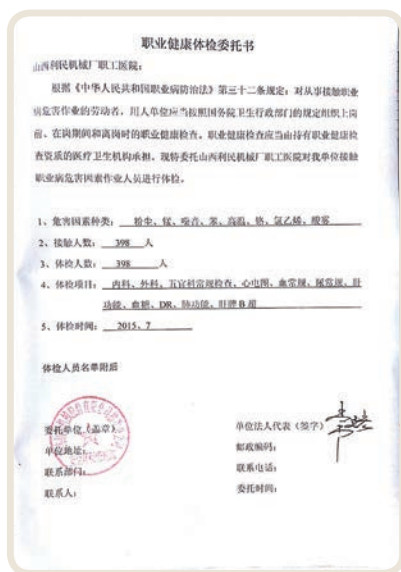 职业健康体检委托书
山西利民机械厂职工医院：
根据《中华人民共和国职业病防治法》第三十二条规定：对从事接触职业
病危害作业的劳动者，用人单位应当按照国务院卫生行政部门的规定组织上岗
前、在岗期间和离岗时的职业健康检查。职业健康检查应当由持有职业健康检
查资质的医疗卫生机构承担。现特委托山西利民机械厂职工医院对我单位接触
职业病危害因素作业人员进行体检。
1、危害因素种类： 粉尘、锰、噪音、苯、高温、铬、氯乙烯、酸雾
2、接触人数： 398 人
3、体检人数： 398 人
4、体检项目： 内科、外科、五官科常规检查、心电图、血常规、尿常规、肝
功能、血糖、DR、肺功能、肝脾 B 超
5、体检时间： 2015、7
体检人员名单附后
委托单位（盖章） 单位法人代表（签字）
单位地址： 邮政编码：
联系部门： 联系电话：
联系人： 委托时间：